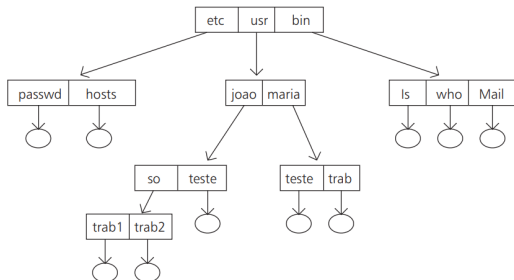 etc usr bin
passwd hosts joao maria ls who Mail
so teste teste trab
trab1 trab2